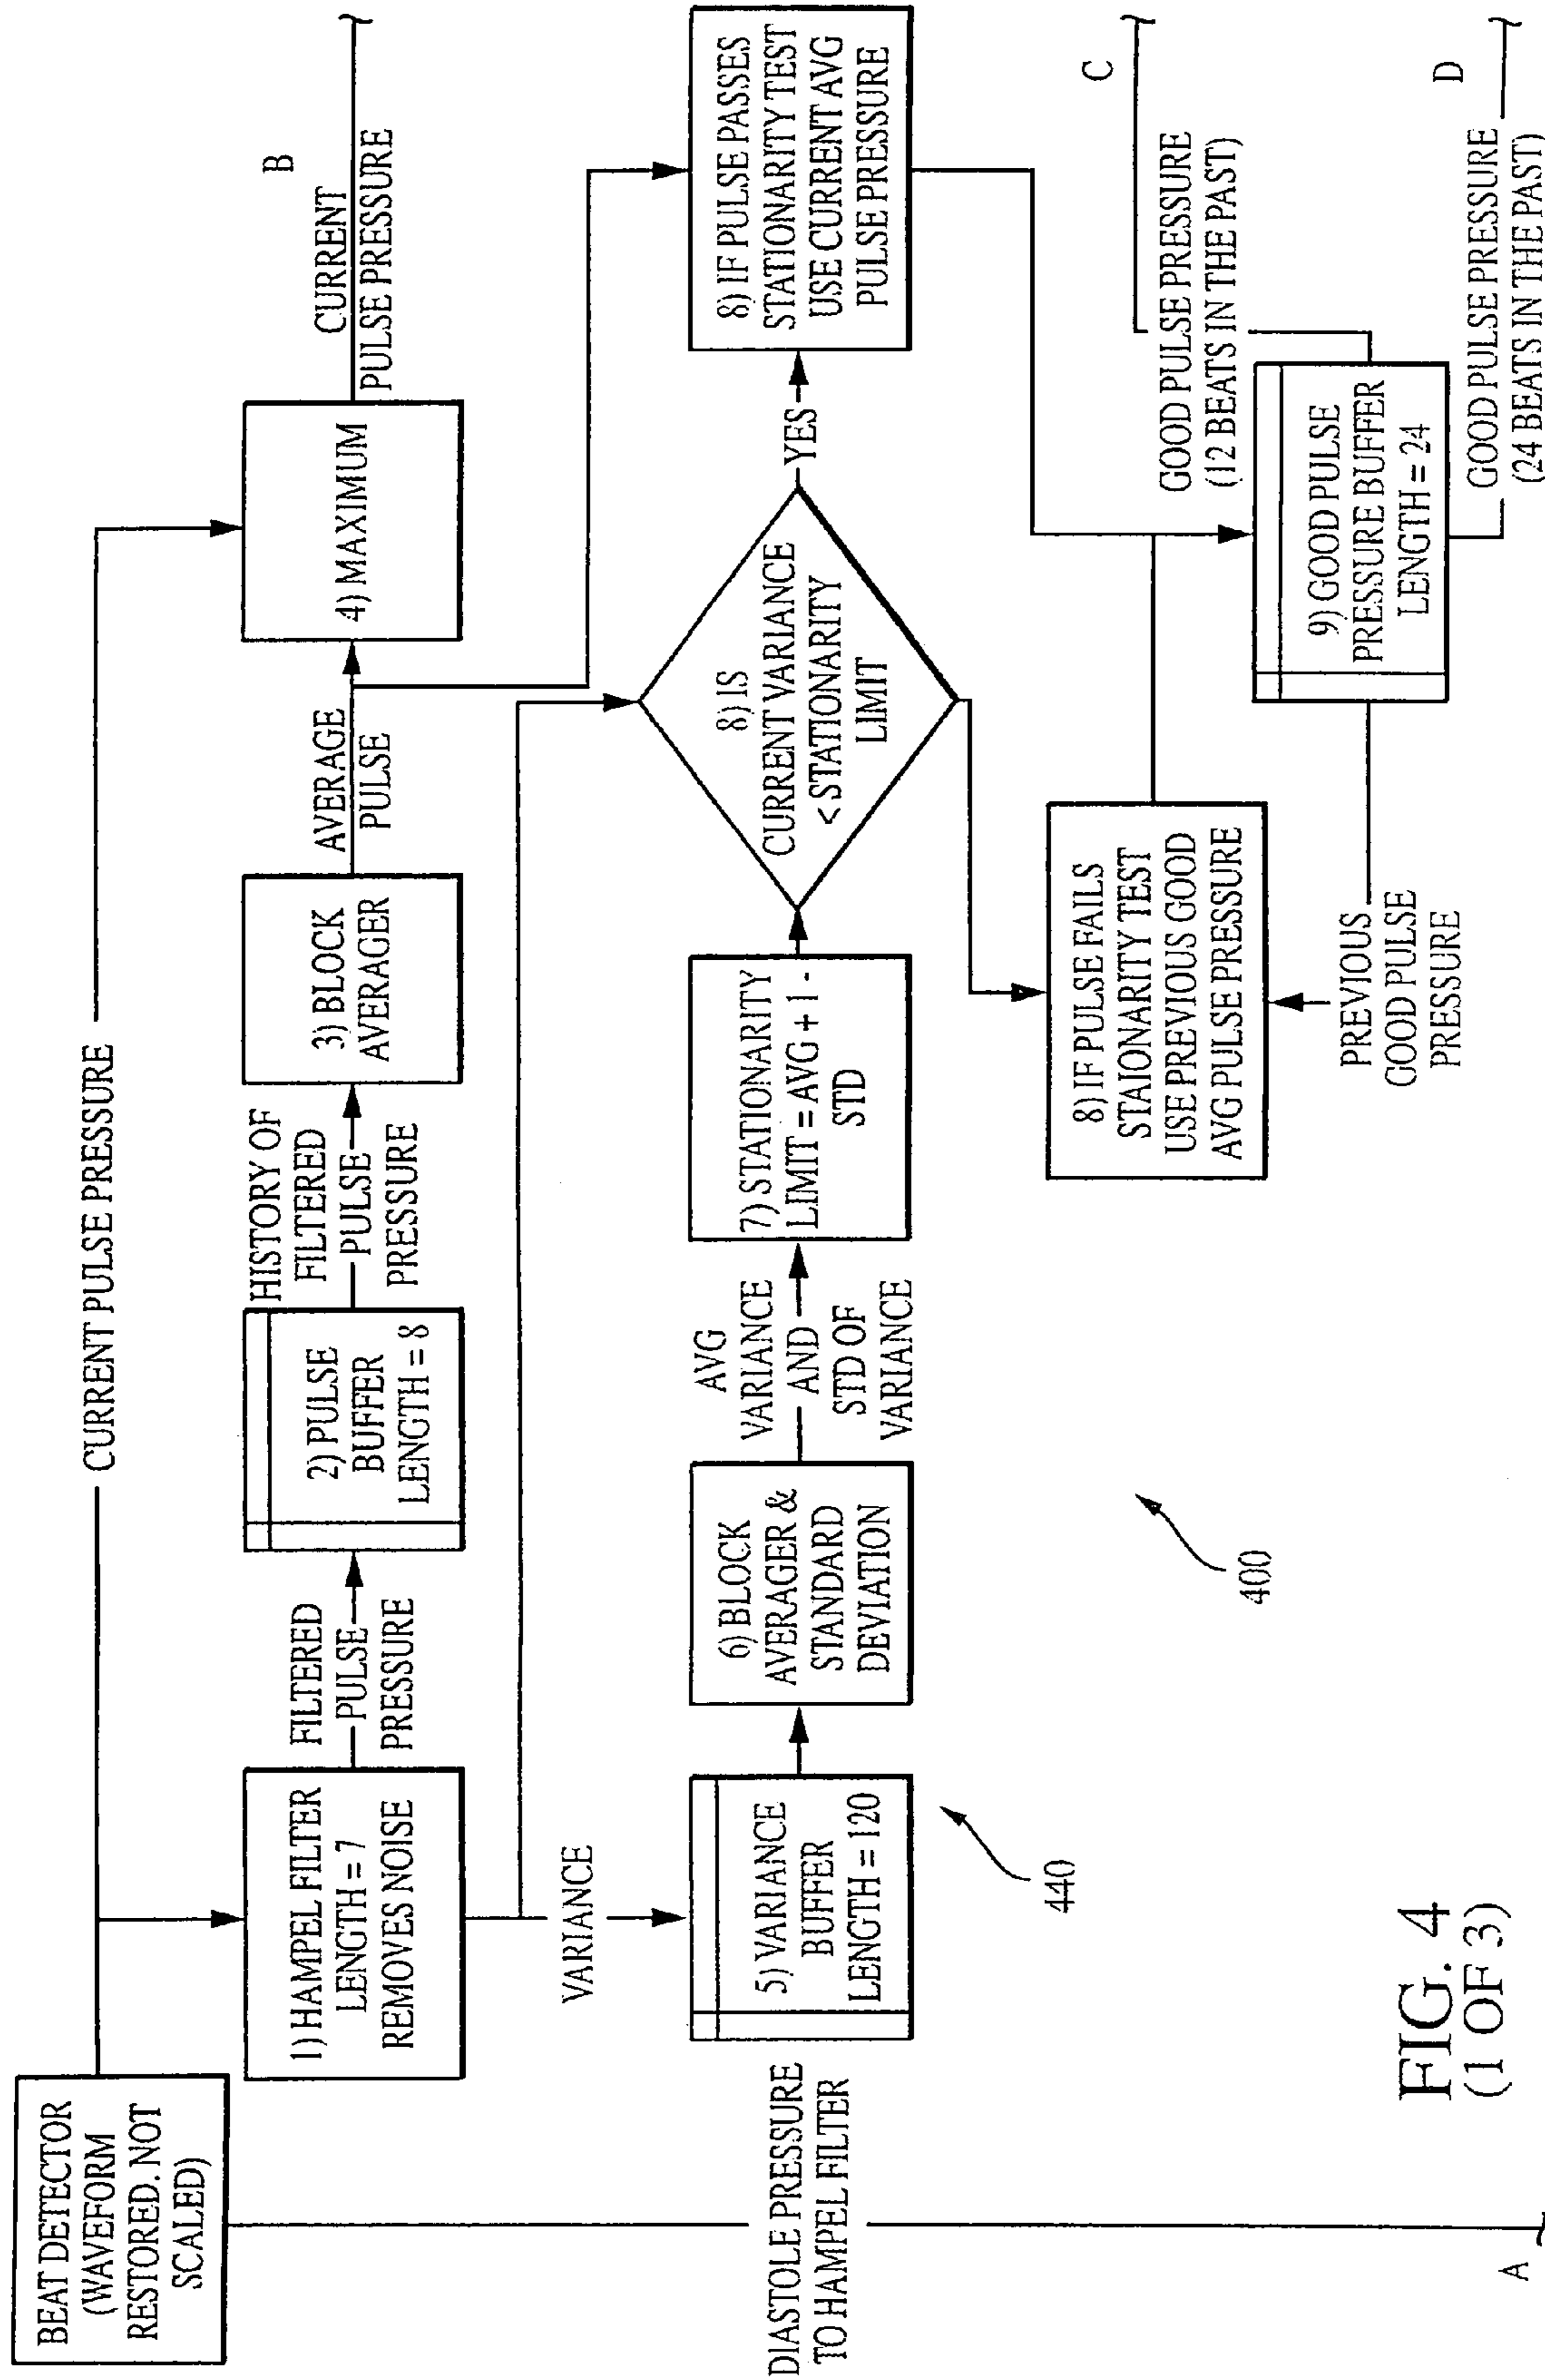 BEAT DETECTOR
(WAVEFORM
RESTORED. NOT
SCALED)
CURRENT PULSE PRESSURE
1) HAMPEL FILTER
LENGTH = 7
REMOVES NOISE
FILTERED
PULSE
PRESSURE
2) PULSE
BUFFER
LENGTH = 8
HISTORY OF
FILTERED
PULSE
PRESSURE
3) BLOCK
AVERAGER
AVERAGE
PULSE
4) MAXIMUM
B
CURRENT
PULSE PRESSURE
VARIANCE
DIASTOLE PRESSURE
TO HAMPEL FILTER
A
5) VARIANCE
BUFFER
LENGTH = 120
6) BLOCK
AVERAGER &
STANDARD
DEVIATION
AVG
VARIANCE
AND
STD OF
VARIANCE
7) STATIONARITY
LIMIT = AVG + 1 -
STD
8) IS
CURRENT VARIANCE
< STATIONARITY
LIMIT
YES
8) IF PULSE PASSES
STATIONARITY TEST
USE CURRENT AVG
PULSE PRESSURE
8) IF PULSE FAILS
STAIONARITY TEST
USE PREVIOUS GOOD
AVG PULSE PRESSURE
PREVIOUS
GOOD PULSE
PRESSURE
9) GOOD PULSE
PRESSURE BUFFER
LENGTH = 24
C
GOOD PULSE PRESSURE
(12 BEATS IN THE PAST)
D
GOOD PULSE PRESSURE
(24 BEATS IN THE PAST)
440
400
FIG. 4
(1 OF 3)